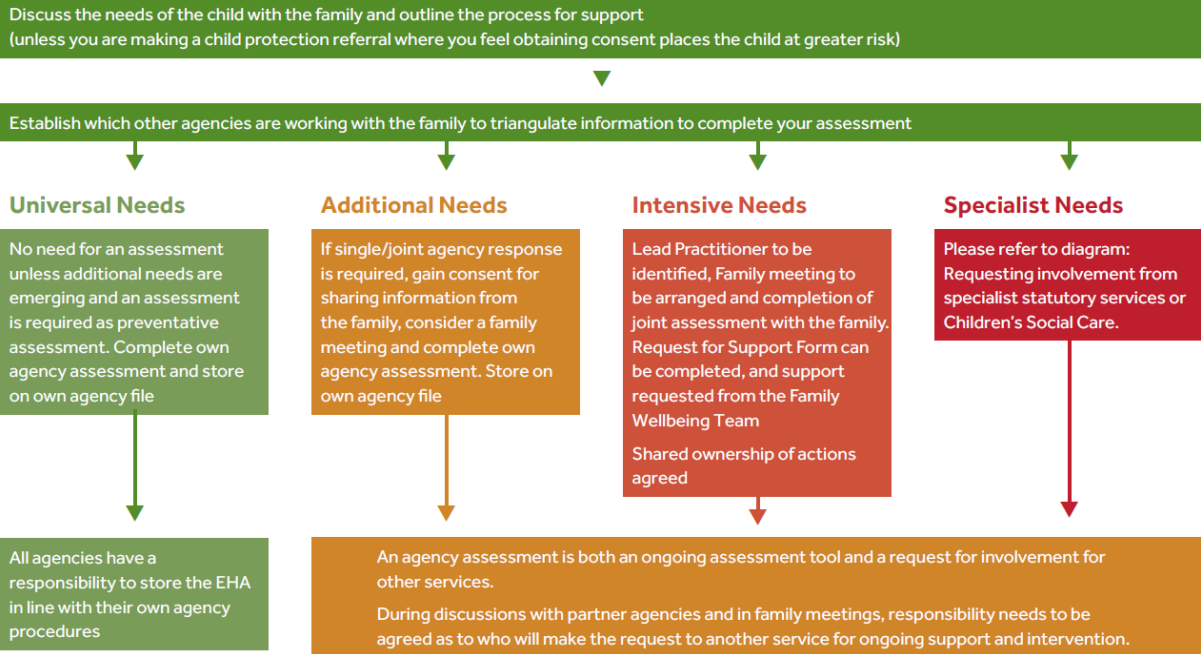 Discuss the needs of the child with the family and outline the process for support
(unless you are making a child protection referral where you feel obtaining consent places the child at greater risk)
Establish which other agencies are working with the family to triangulate information to complete your assessment
Universal Needs
No need for an assessment
unless additional needs are
emerging and an assessment
is required as preventative
assessment. Complete own
agency assessment and store
on own agency file
Additional Needs
If single/joint agency response
is required, gain consent for
sharing information from
the family, consider a family
meeting and complete own
agency assessment. Store on
own agency file
Intensive Needs
Lead Practitioner to be
identified, Family meeting to
be arranged and completion of
joint assessment with the family.
Request for Support Form can
be completed, and support
requested from the Family
Wellbeing Team
Shared ownership of actions
agreed
Specialist Needs
Please refer to diagram:
Requesting involvement from
specialist statutory services or
Children's Social Care.
All agencies have a
responsibility to store the EHA
in line with their own agency
procedures
An agency assessment is both an ongoing assessment tool and a request for involvement for
other services.
During discussions with partner agencies and in family meetings, responsibility needs to be
agreed as to who will make the request to another service for ongoing support and intervention.